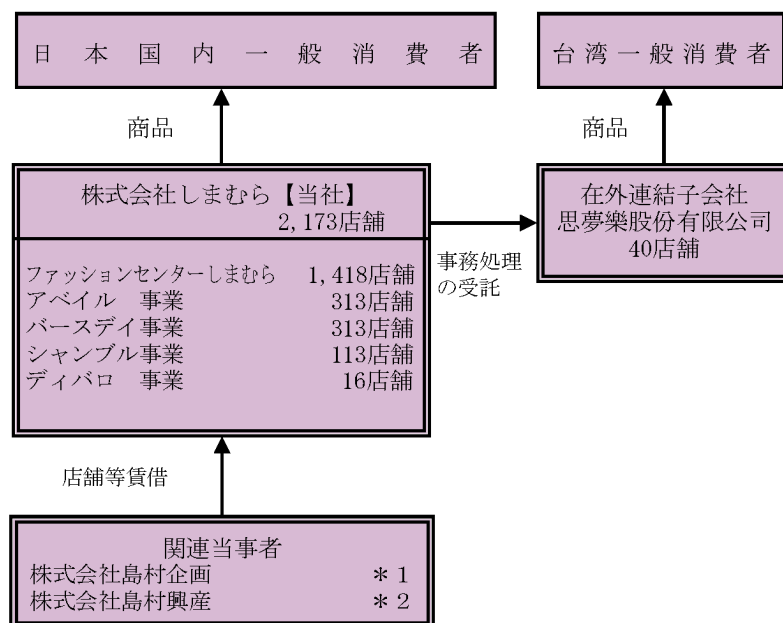 日本国内一般消費者
台湾一般消費者
商品
商品
株式会社しまむら【当社】
2,173店舗
在外連結子会社
思夢樂股份有限公司
40店舗
事務処理
の受託
ファッションセンターしまむら 1,418店舗
アベイル 事業 313店舗
バースデイ事業 313店舗
シャンブル事業 113店舗
ディバロ 事業 16店舗
店舗等賃借
関連当事者
株式会社島村企画 *1
株式会社島村興産 *2